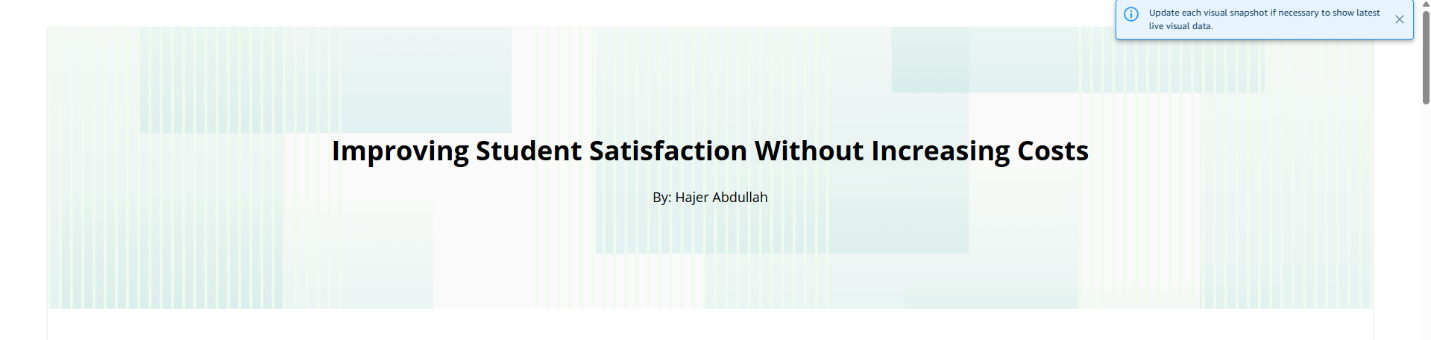 Update each visual snapshot if necessary to show latest
live visual data.
Improving Student Satisfaction Without Increasing Costs
By: Hajer Abdullah